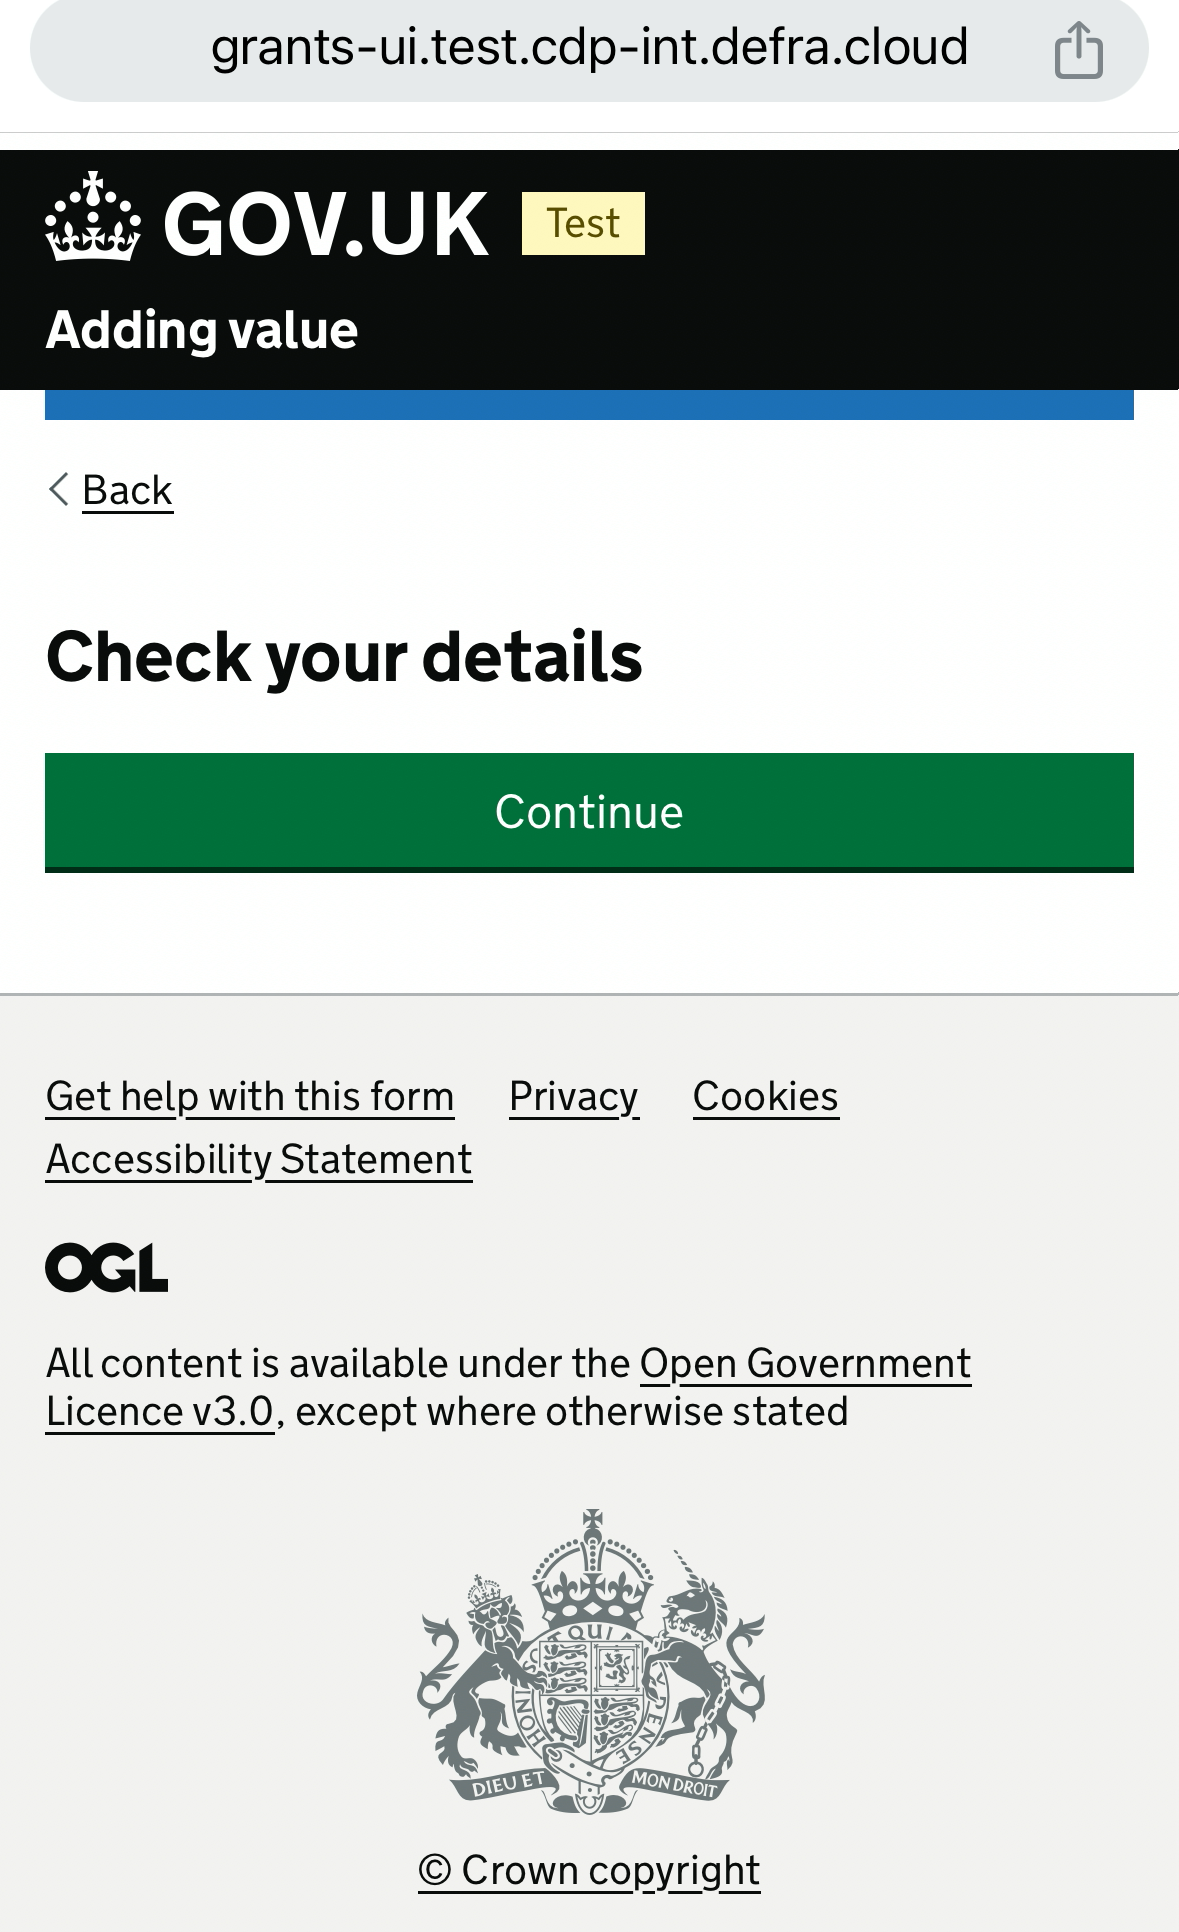 grants-ui.test.cdp-int.defra.cloud
GOV.UK Test
Adding value
Back
Check your details
Continue
Get help with this form Privacy Cookies
Accessibility Statement
OGL
All content is available under the Open Government
Licence v3.0, except where otherwise stated
QUI
HONI
PENSE
DIEU ET MON DROIT
© Crown copyright